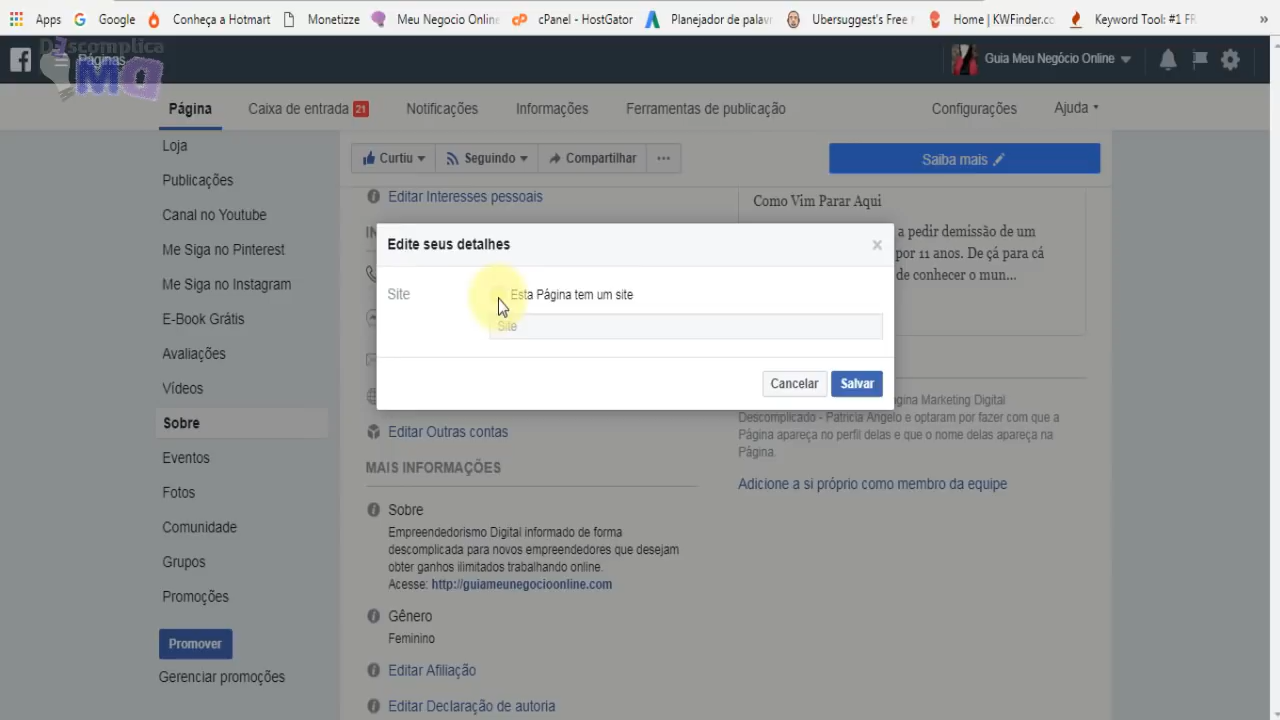 Apps Google Conheça a Hotmart Monetizze Meu Negocio Online cPanel - HostGator Planejador de palav Ubersuggest's Free Home | KWFinder.co Keyword Tool: #1 FR »
D7scomplica
MQ
Páginas
Guia Meu Negócio Online
Página Caixa de entrada 21 Notificações Informações Ferramentas de publicação Configurações Ajuda
Loja
Publicações
Canal no Youtube
Me Siga no Pinterest
Me Siga no Instagram
E-Book Grátis
Avaliações
Vídeos
Sobre
Eventos
Fotos
Comunidade
Grupos
Promoções
Promover
Gerenciar promoções
Curtiu Seguindo Compartilhar ... Saiba mais
Editar Interesses pessoais
Como Vim Parar Aqui
a pedir demissão de um
por 11 anos. De çá para cá
de conhecer o mun...
Edite seus detalhes x
Site Esta Página tem um site
Site
Cancelar Salvar
Página Marketing Digital
Descomplicado - Patricia Angelo e optaram por fazer com que a
Página apareça no perfil delas e que o nome delas apareça na
Página.
Adicione a si próprio como membro da equipe
Editar Outras contas
MAIS INFORMAÇÕES
Sobre
Empreendedorismo Digital informado de forma
descomplicada para novos empreendedores que desejam
obter ganhos ilimitados trabalhando online.
Acesse: http://guiameunegocioonline.com
Gênero
Feminino
Editar Afiliação
Editar Declaração de autoria